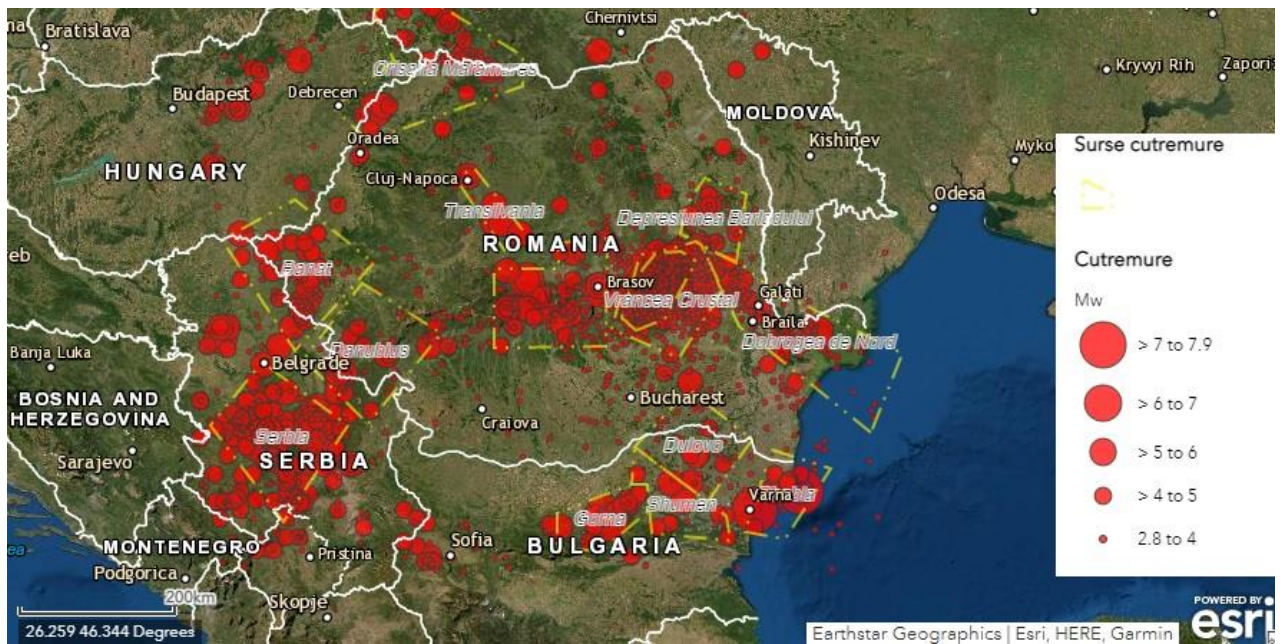 Bratislava
Chernivtsi
Kryvyi Rih
Zapori
Crisana Maramures
Budapest
Debrecen
MOLDOVA
Oradea
Kishinev
Surse cutremure
Myko
HUNGARY
Cluj-Napoca
Odesa
Transilvania
Depresiunea Barladului
ROMANIA
Cutremure
Banat
Brasov
Vrancea Crustal
Galati
Mw
Braila
Dobrogea de Nord
> 7 to 7.9
Banja Luka
Belgrade
Danubius
BOSNIA AND
HERZEGOVINA
Bucharest
> 6 to 7
Craiova
Serbia
Dulovo
> 5 to 6
Sarajevo
SERBIA
Shumen
Varna
> 4 to 5
Gorna
MONTENEGRO
Pristina
Sofia
BULGARIA
2.8 to 4
Podgorica
200km
Skopje
POWERED BY
esri
26.259 46.344 Degrees
Earthstar Geographics | Esri, HERE, Garmin